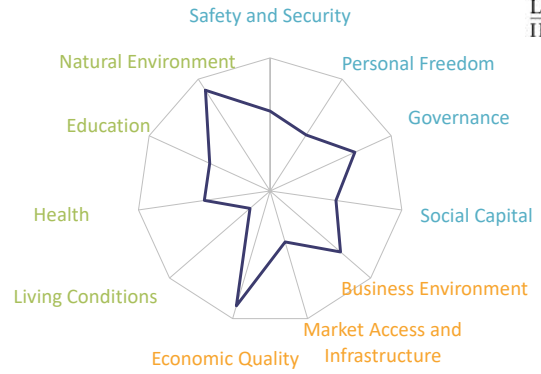 Safety and Security
Natural Environment
Personal Freedom
Education
Governance
Health
Social Capital
Living Conditions
Business Environment
Market Access and
Infrastructure
Economic Quality